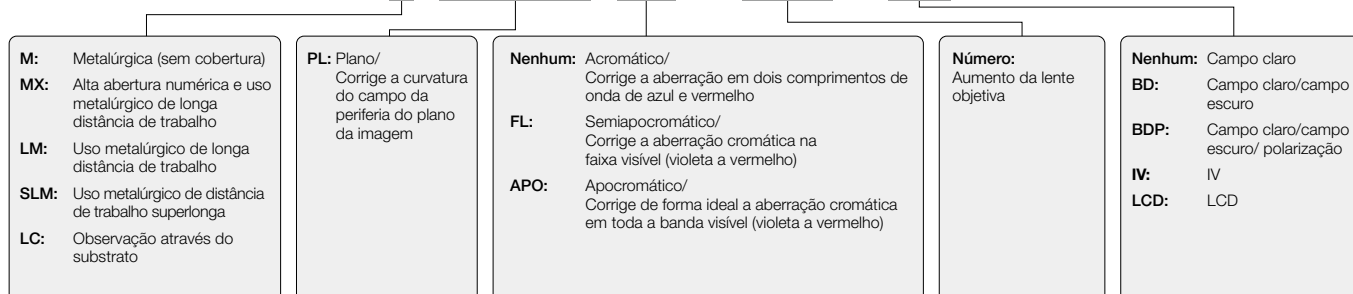 M: Metalúrgica (sem cobertura)
MX: Alta abertura numérica e uso
metalúrgico de longa
distância de trabalho
LM: Uso metalúrgico de longa
distância de trabalho
SLM: Uso metalúrgico de distância
de trabalho superlonga
LC: Observação através do
substrato
PL: Plano/
Corrige a curvatura
do campo da
periferia do plano
da imagem
Nenhum: Acromático/
Corrige a aberração em dois comprimentos de
onda de azul e vermelho
FL: Semiapocromático/
Corrige a aberração cromática na
faixa visível (violeta a vermelho)
APO: Apocromático/
Corrige de forma ideal a aberração cromática
em toda a banda visível (violeta a vermelho)
Número:
Aumento da lente
objetiva
Nenhum: Campo claro
BD: Campo claro/campo
escuro
BDP: Campo claro/campo
escuro/ polarização
IV: IV
LCD: LCD